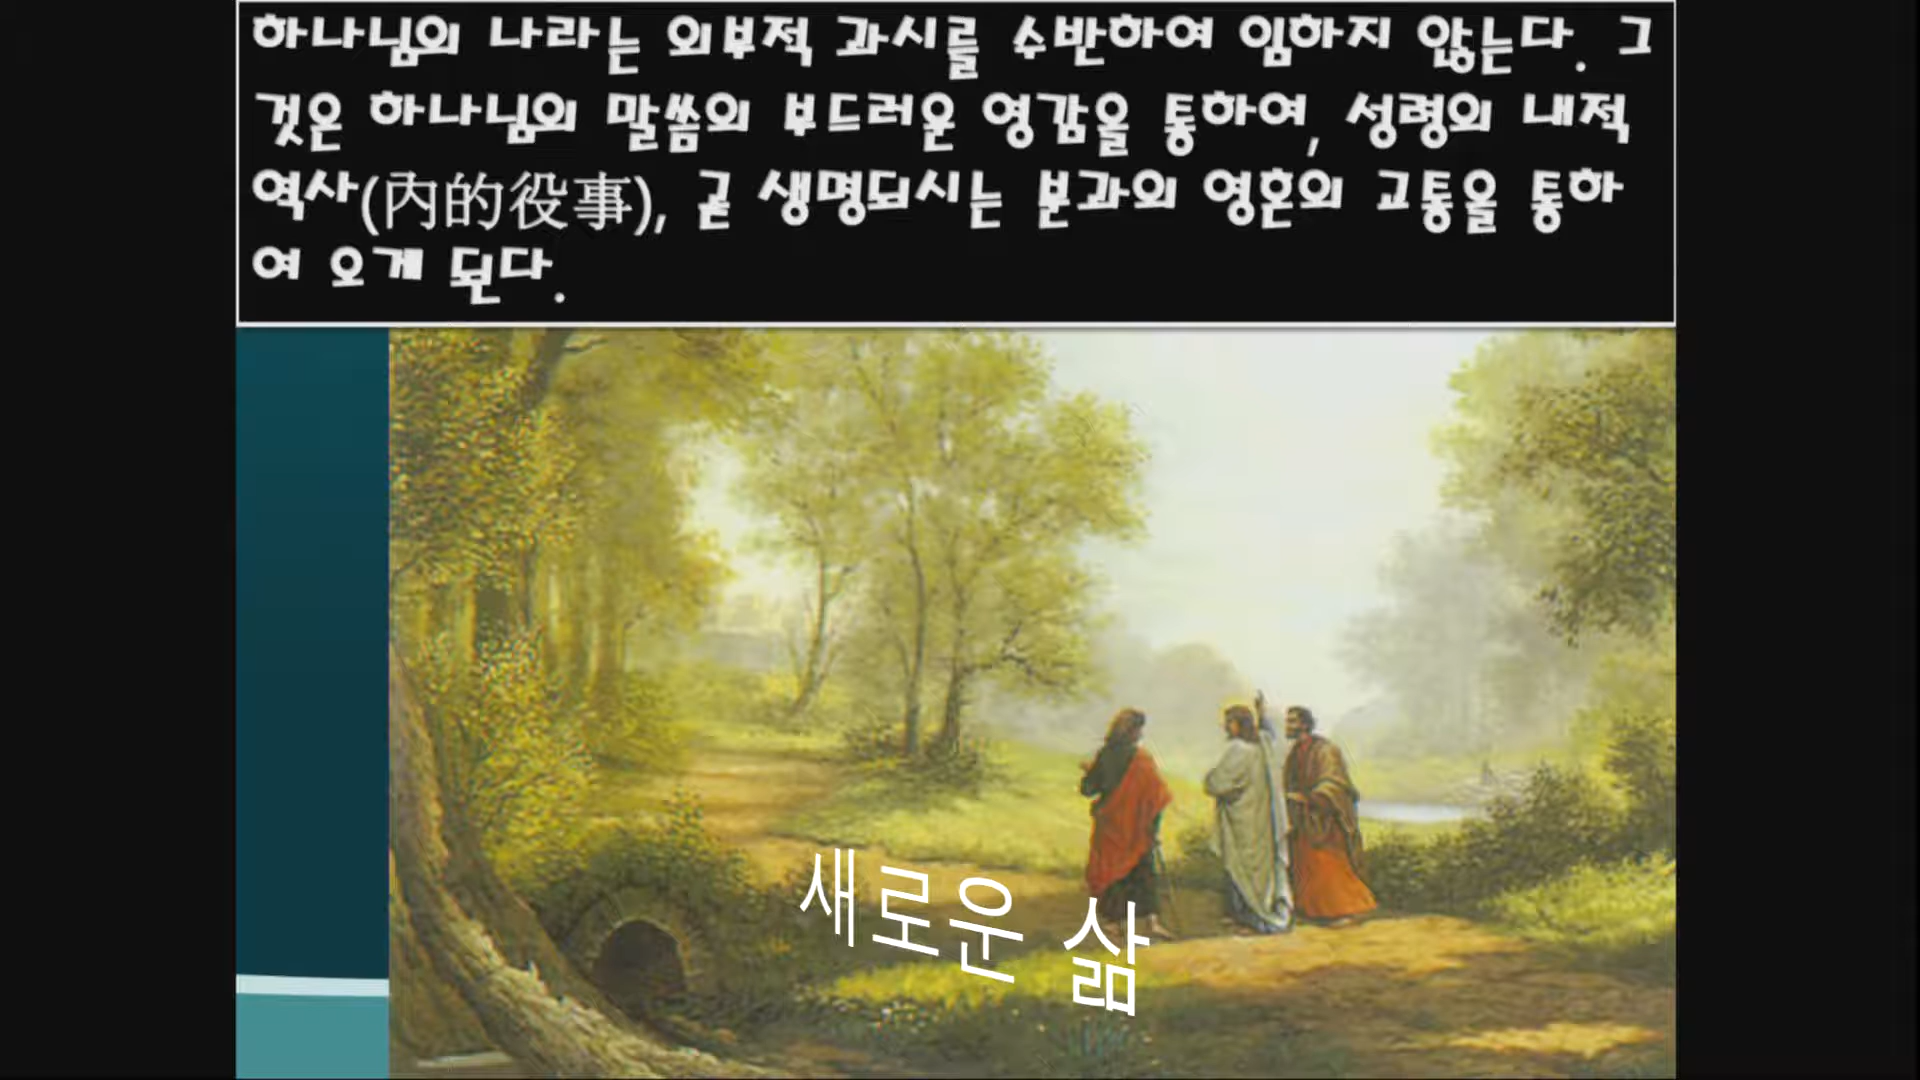 하나님의 나라는 외부적 과시를 수반하여 임하지 않는다. 그
것은 하나님의 말씀의 부드러운 영감을 통하여, 성령의 내적
역사(內的役事), 곧 생명되시는 분과의 영혼의 교통을 통하
여 오게 된다.
새로운 삶